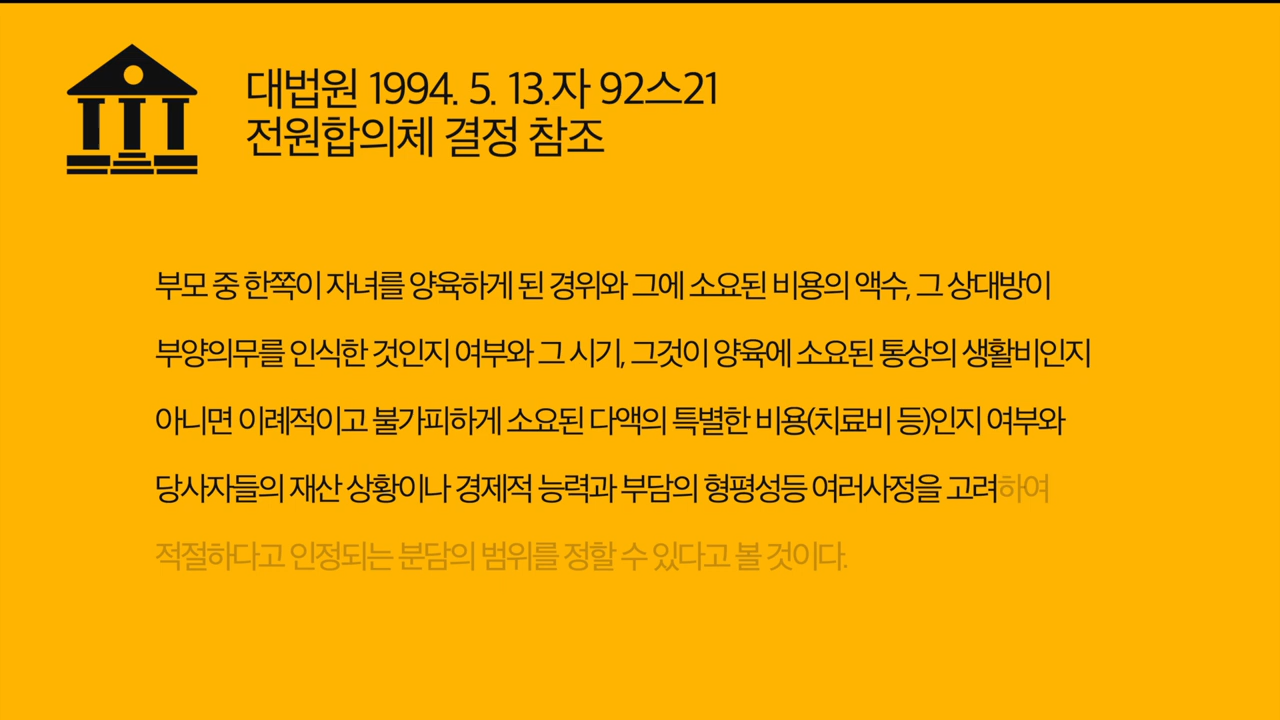 대법원 1994. 5. 13.자 92스21
전원합의체 결정 참조
부모 중 한쪽이 자녀를 양육하게 된 경위와 그에 소요된 비용의 액수, 그 상대방이
부양의무를 인식한 것인지 여부와 그 시기, 그것이 양육에 소요된 통상의 생활비인지
아니면 이례적이고 불가피하게 소요된 다액의 특별한 비용(치료비 등)인지 여부와
당사자들의 재산 상황이나 경제적 능력과 부담의 형평성등 여러사정을 고려하여
적절하다고 인정되는 분담의 범위를 정할 수 있다고 볼 것이다.